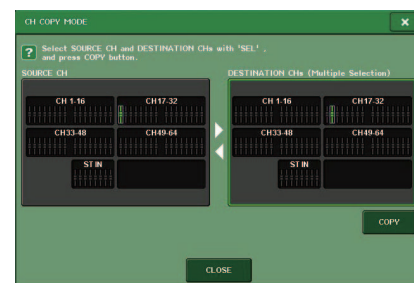 CH COPY MODE
×
? Select SOURCE CH and DESTINATION CHs with 'SEL' ,
and press COPY button.
SOURCE CH
DESTINATION CHs (Multiple Selection)
CH 1-16
CH17-32
CH 1-16
CH17-32
CH33-48
CH49-64
CH33-48
CH49-64
ST IN
ST IN
COPY
CLOSE